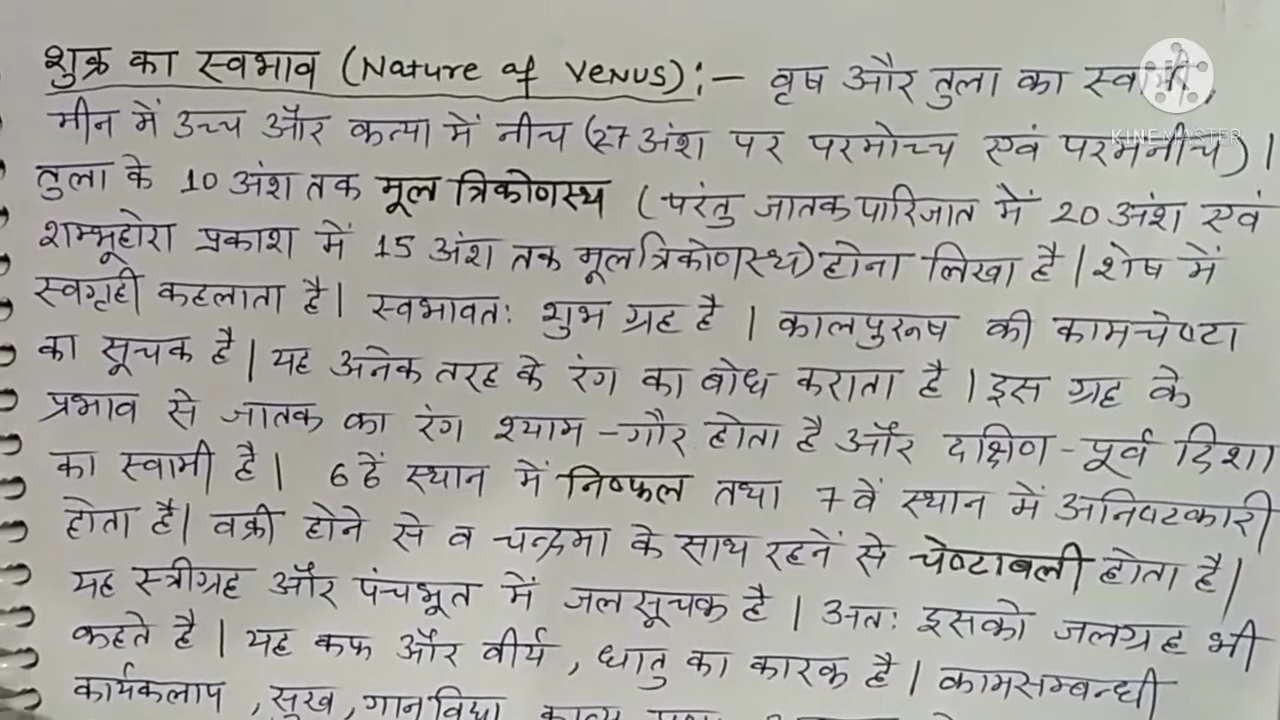 शुक्र का स्वभाव (Nature of VENUS) :- वृष और तुला का स्वामी,
मीन में उच्च और कन्या में नीच (27 अंश पर परमोच्च एवं परमनीच) ।
तुला के 10 अंश तक मूल त्रिकोणस्थ (परंतु जातक पारिजात में 20 अंश एवं
शम्भूहोरा प्रकाश में 15 अंश तक मूलत्रिकोणस्थ) होना लिखा है । शेष में
स्वगृही कहलाता है । स्वभावतः शुभ ग्रह है । कालपुरुष की कामचेष्टा
का सूचक है । यह अनेक तरह के रंग का बोध कराता है । इस ग्रह के
प्रभाव से जातक का रंग श्याम-गौर होता है और दक्षिण-पूर्व दिशा
का स्वामी है । 6ठें स्थान में निष्फल तथा 7वें स्थान में अनिष्टकारी
होता है । वक्री होने से व चन्द्रमा के साथ रहनें से चेष्टाबली होता है ।
यह स्त्रीग्रह और पंचभूत में जलसूचक है । अतः इसको जलग्रह भी
कहते है । यह कफ और वीर्य, धातु का कारक है । कामसम्बन्धी
कार्यकलाप, सुख, गानविद्या
KINEMASTER